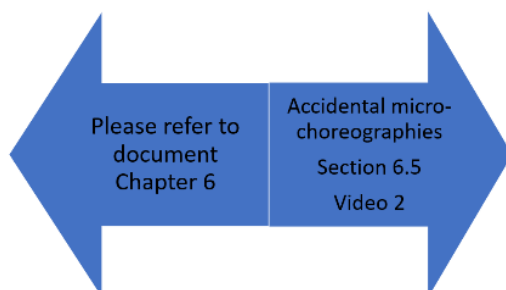 Please refer to
document
Chapter 6
Accidental micro-
choreographies
Section 6.5
Video 2